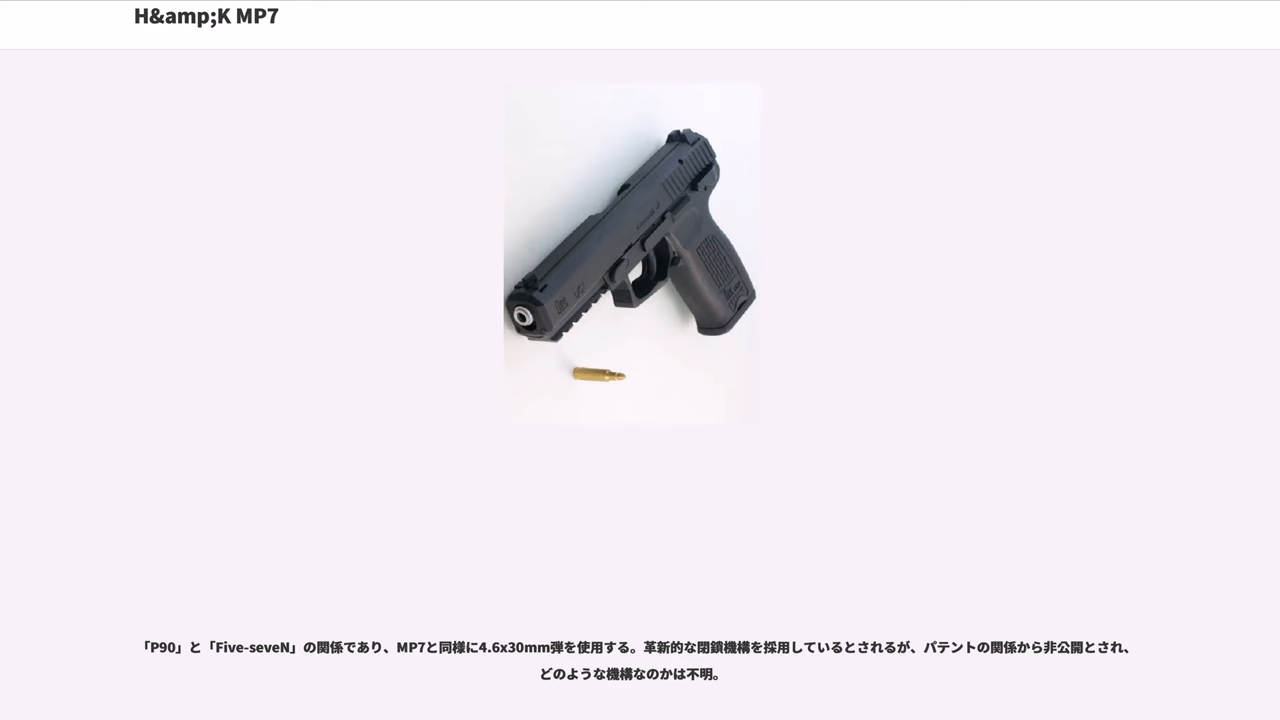 H&amp;K MP7
「P90」と「Five-seveN」の関係であり、MP7と同様に4.6x30mm弾を使用する。革新的な閉鎖機構を採用しているとされるが、パテントの関係から非公開とされ、
どのような機構なのかは不明。